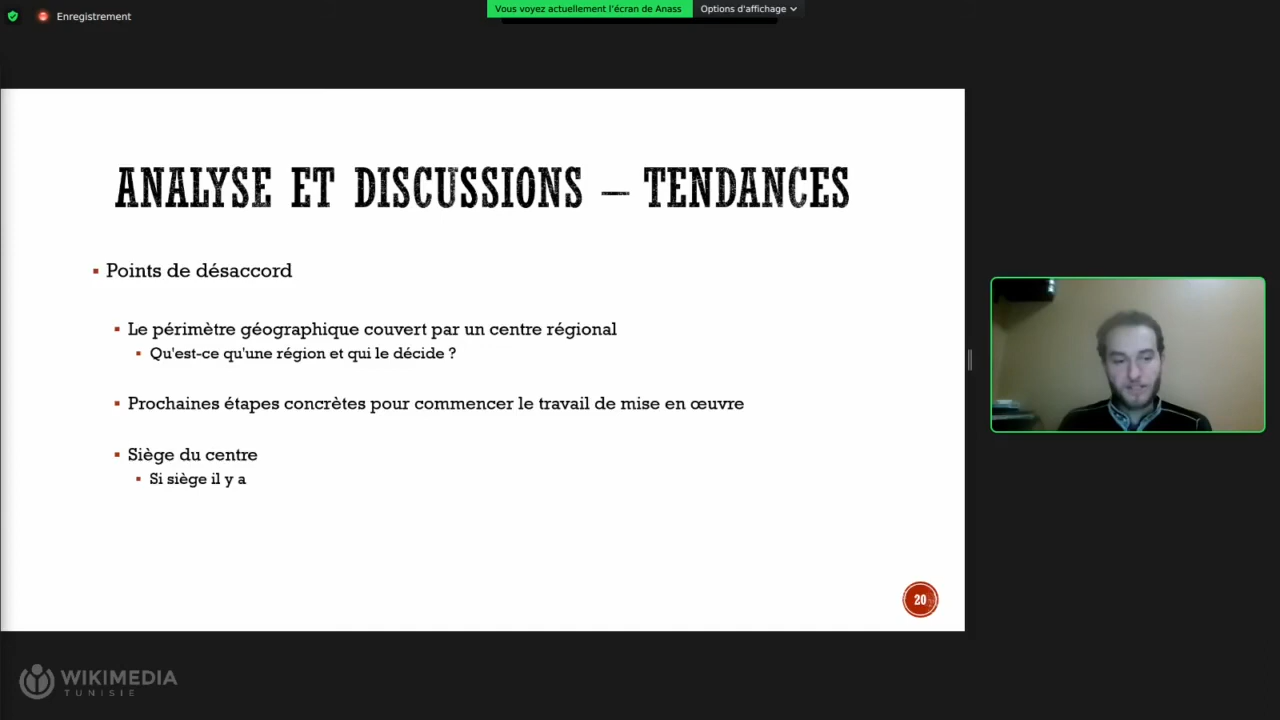 Enregistrement
Vous voyez actuellement l'écran de Anass
Options d'affichage
ANALYSE ET DISCUSSIONS – TENDANCES
Points de désaccord
Le périmètre géographique couvert par un centre régional
Qu'est-ce qu'une région et qui le décide ?
Prochaines étapes concrètes pour commencer le travail de mise en œuvre
Siège du centre
Si siège il y a
20
WIKIMEDIA
TUNISIE